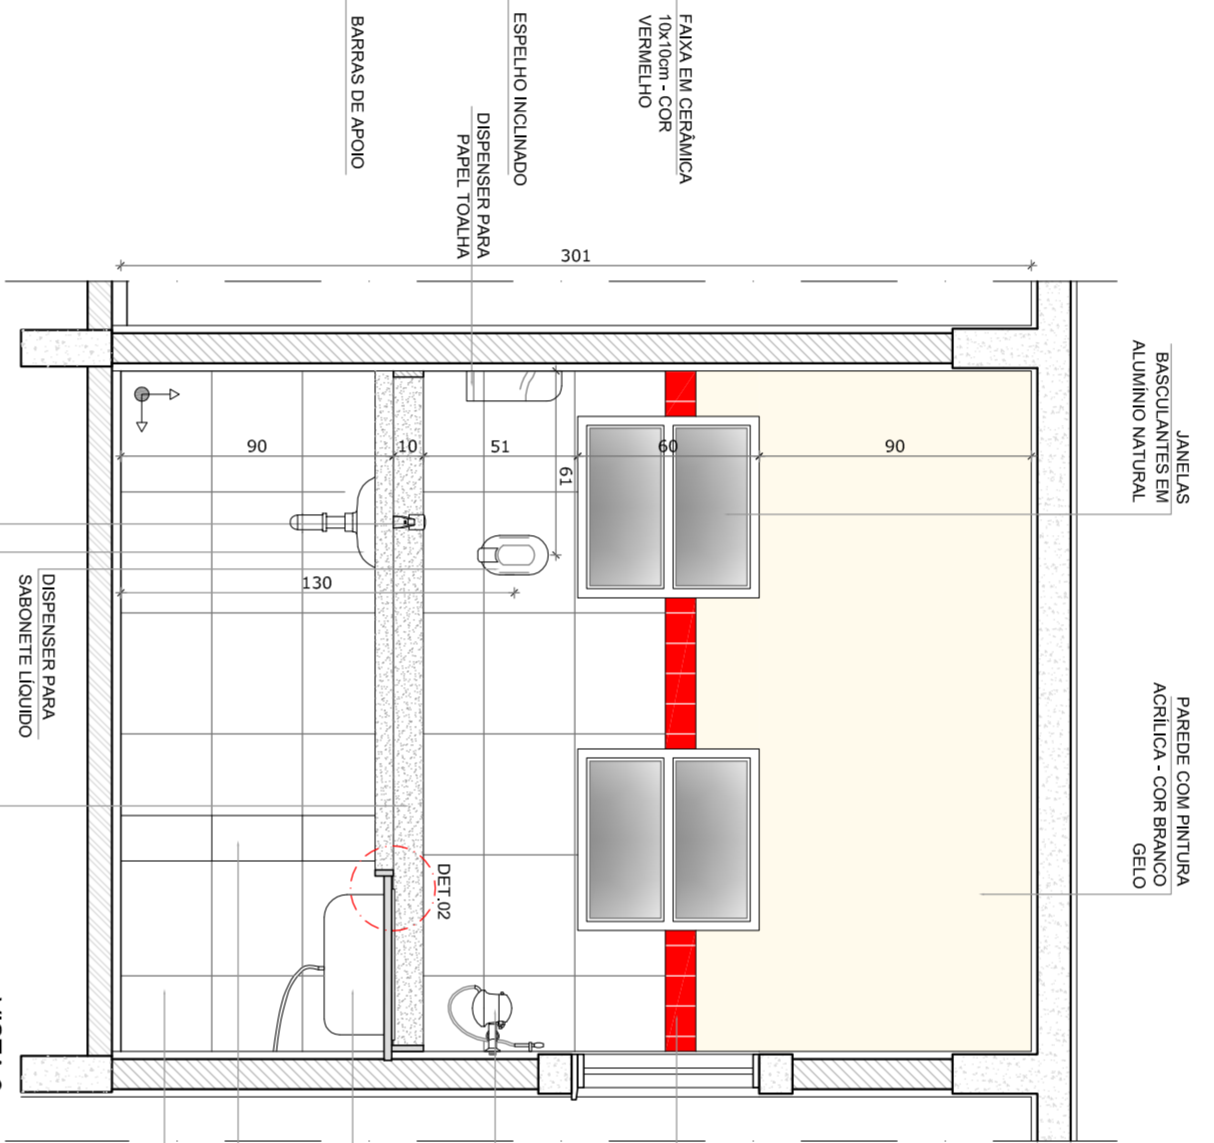 FAIXA EM CERÂMICA
10x10cm - COR
VERMELHO
ESPELHO INCLINADO
DISPENSER PARA
PAPEL TOALHA
BARRAS DE APOIO
301
JANELAS
BASCULANTES EM
ALUMÍNIO NATURAL
PAREDE COM PINTURA
ACRÍLICA - COR BRANCO
GELO
90
10
51
60
90
61
130
DET.02
DISPENSER PARA
SABONETE LÍQUIDO